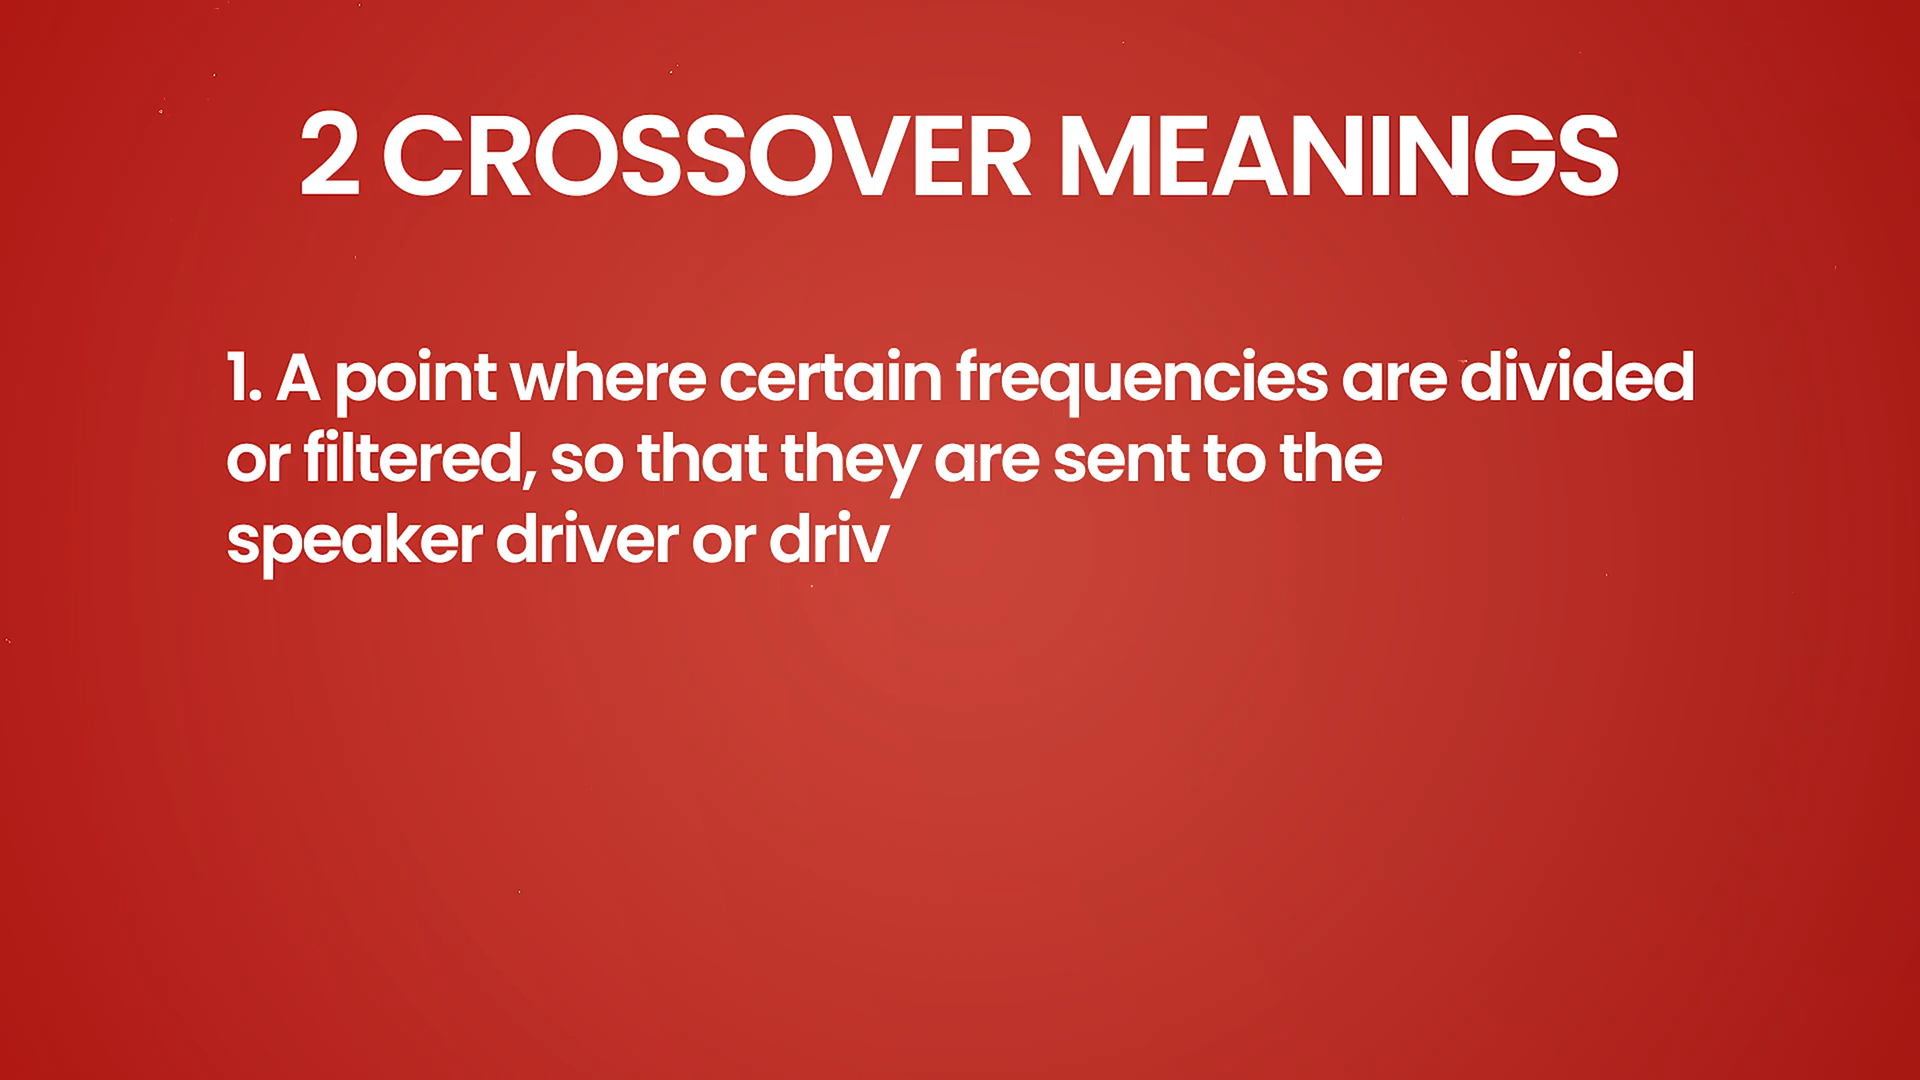 2 CROSSOVER MEANINGS
1. A point where certain frequencies are divided
or filtered, so that they are sent to the
speaker driver or driv